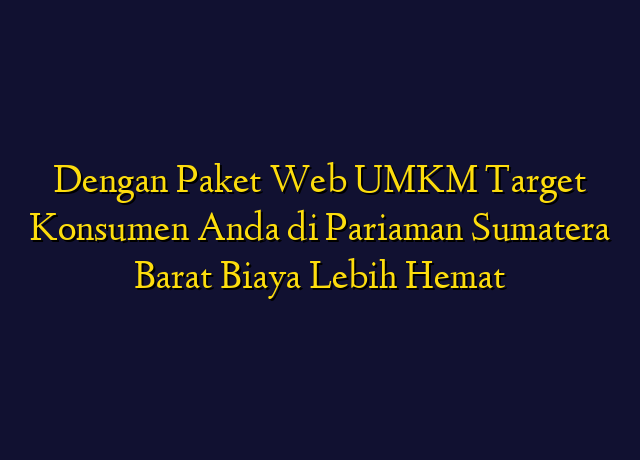 Dengan Paket Web UMKM Target
Konsumen Anda di Pariaman Sumatera
Barat Biaya Lebih Hemat